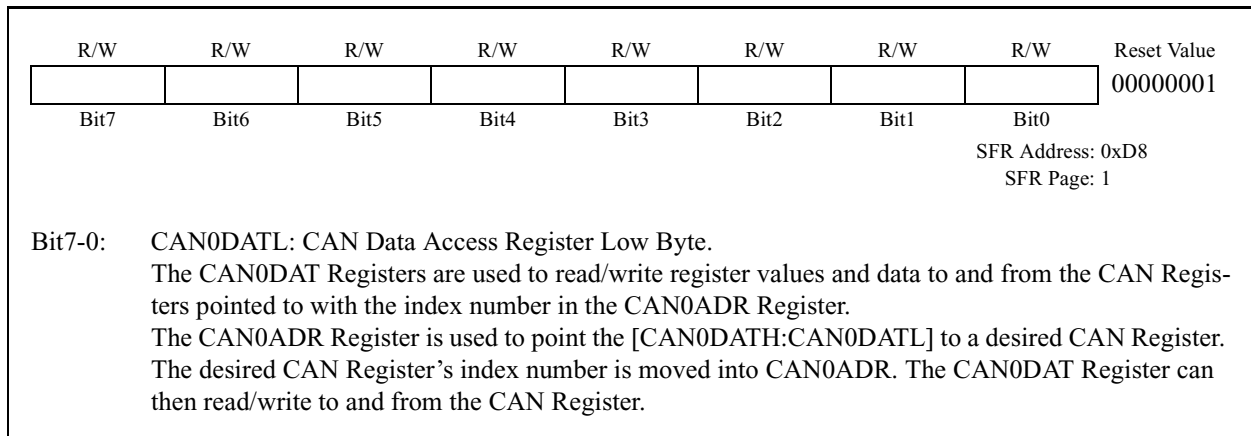 R/W R/W R/W R/W R/W R/W R/W R/W Reset Value
00000001
Bit7 Bit6 Bit5 Bit4 Bit3 Bit2 Bit1 Bit0
SFR Address: 0xD8
SFR Page: 1
Bit7-0: CAN0DATL: CAN Data Access Register Low Byte.
The CAN0DAT Registers are used to read/write register values and data to and from the CAN Regis-
ters pointed to with the index number in the CAN0ADR Register.
The CAN0ADR Register is used to point the [CAN0DATH:CAN0DATL] to a desired CAN Register.
The desired CAN Register’s index number is moved into CAN0ADR. The CAN0DAT Register can
then read/write to and from the CAN Register.